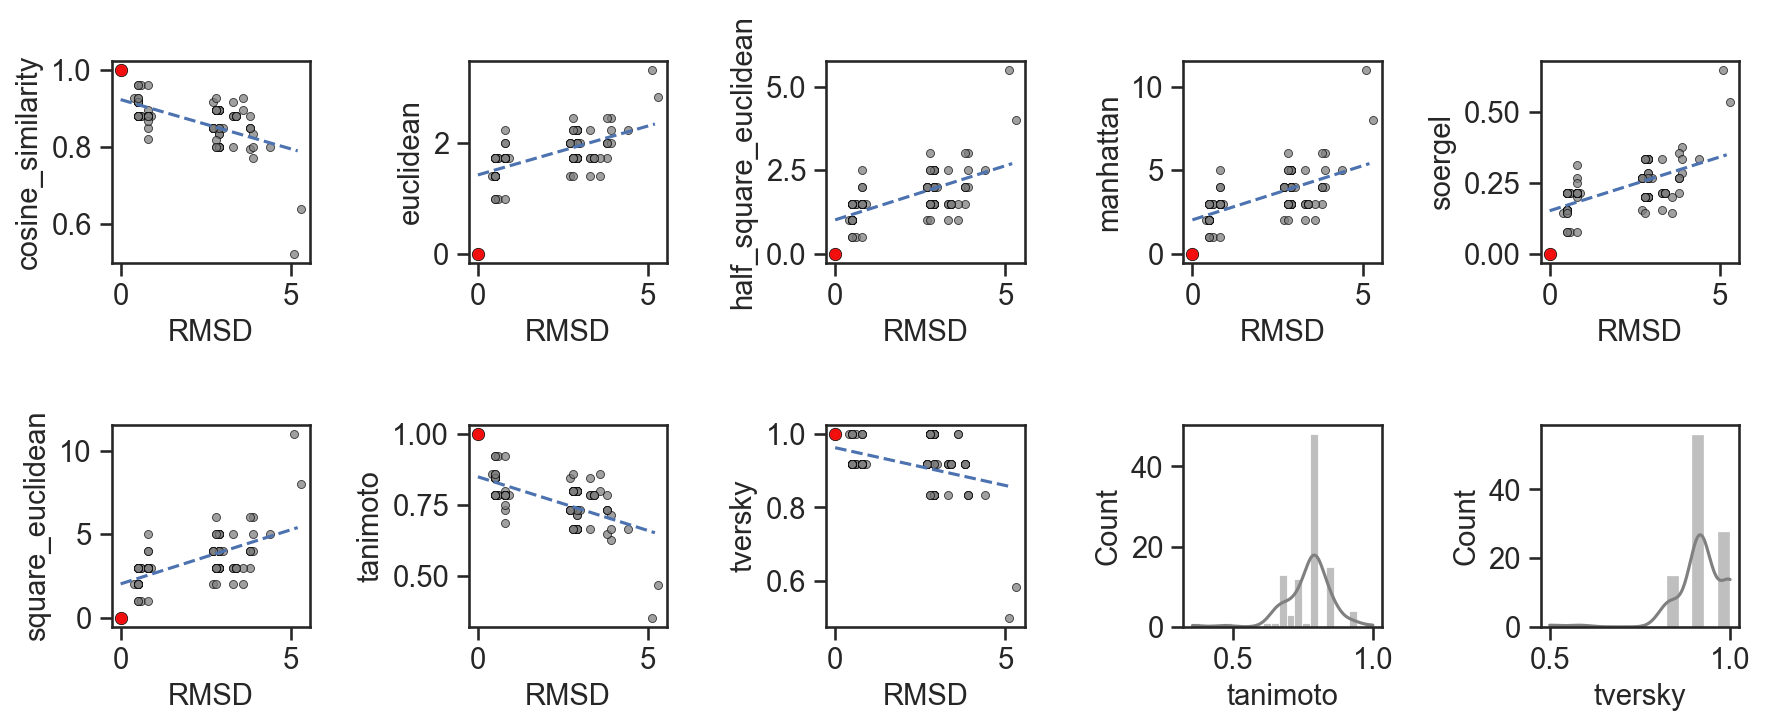 cosine_similarity
1.0
0.8
0.6
0
5
RMSD
euclidean
2
0
0
5
RMSD
half_square_euclidean
5.0
2.5
0.0
0
5
RMSD
manhattan
10
5
0
0
5
RMSD
soergel
0.50
0.25
0.00
0
5
RMSD
square_euclidean
10
5
0
0
5
RMSD
tanimoto
1.00
0.75
0.50
0
5
RMSD
tversky
1.0
0.8
0.6
0
5
RMSD
Count
40
20
0
0.5
1.0
tanimoto
Count
40
20
0
0.5
1.0
tversky